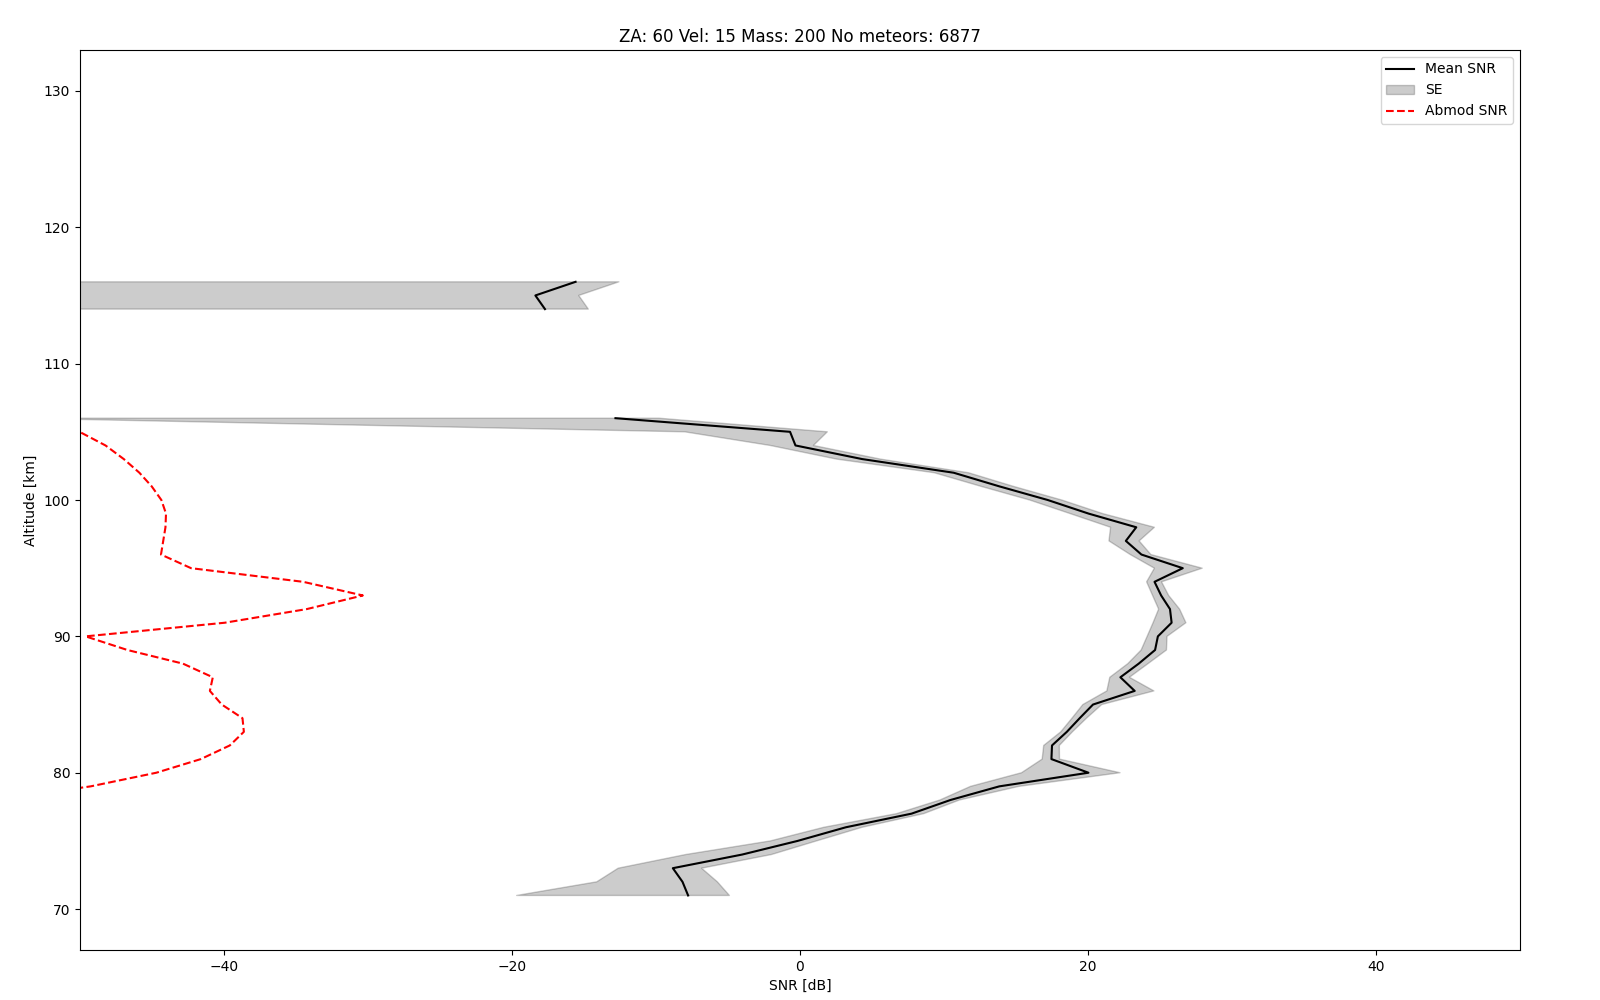 ZA: 60 Vel: 15 Mass: 200 No meteors: 6877
Mean SNR
SE
Abmod SNR
130
120
110
100
90
80
70
Altitude [km]
−40 −20 0 20 40
SNR [dB]